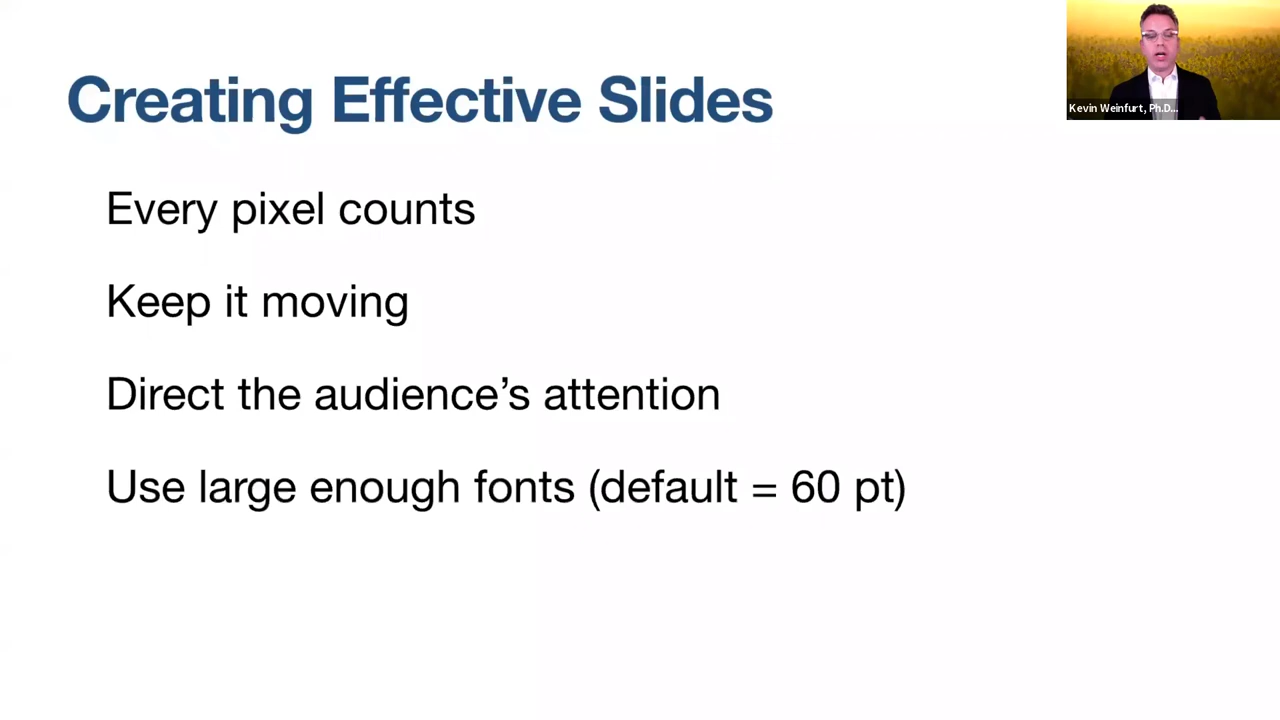 Creating Effective Slides
Kevin Weinfurt, Ph.D...
Every pixel counts
Keep it moving
Direct the audience’s attention
Use large enough fonts (default = 60 pt)